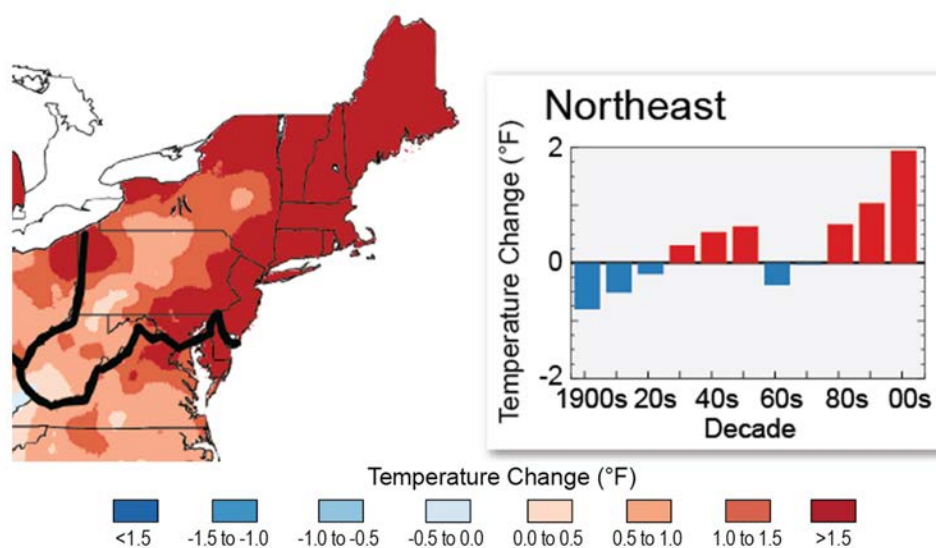 Northeast
Temperature Change (°F)
2
0
-2
1900s 20s 40s 60s 80s 00s
Decade
Temperature Change (°F)
<1.5 -1.5 to -1.0 -1.0 to -0.5 -0.5 to 0.0 0.0 to 0.5 0.5 to 1.0 1.0 to 1.5 >1.5